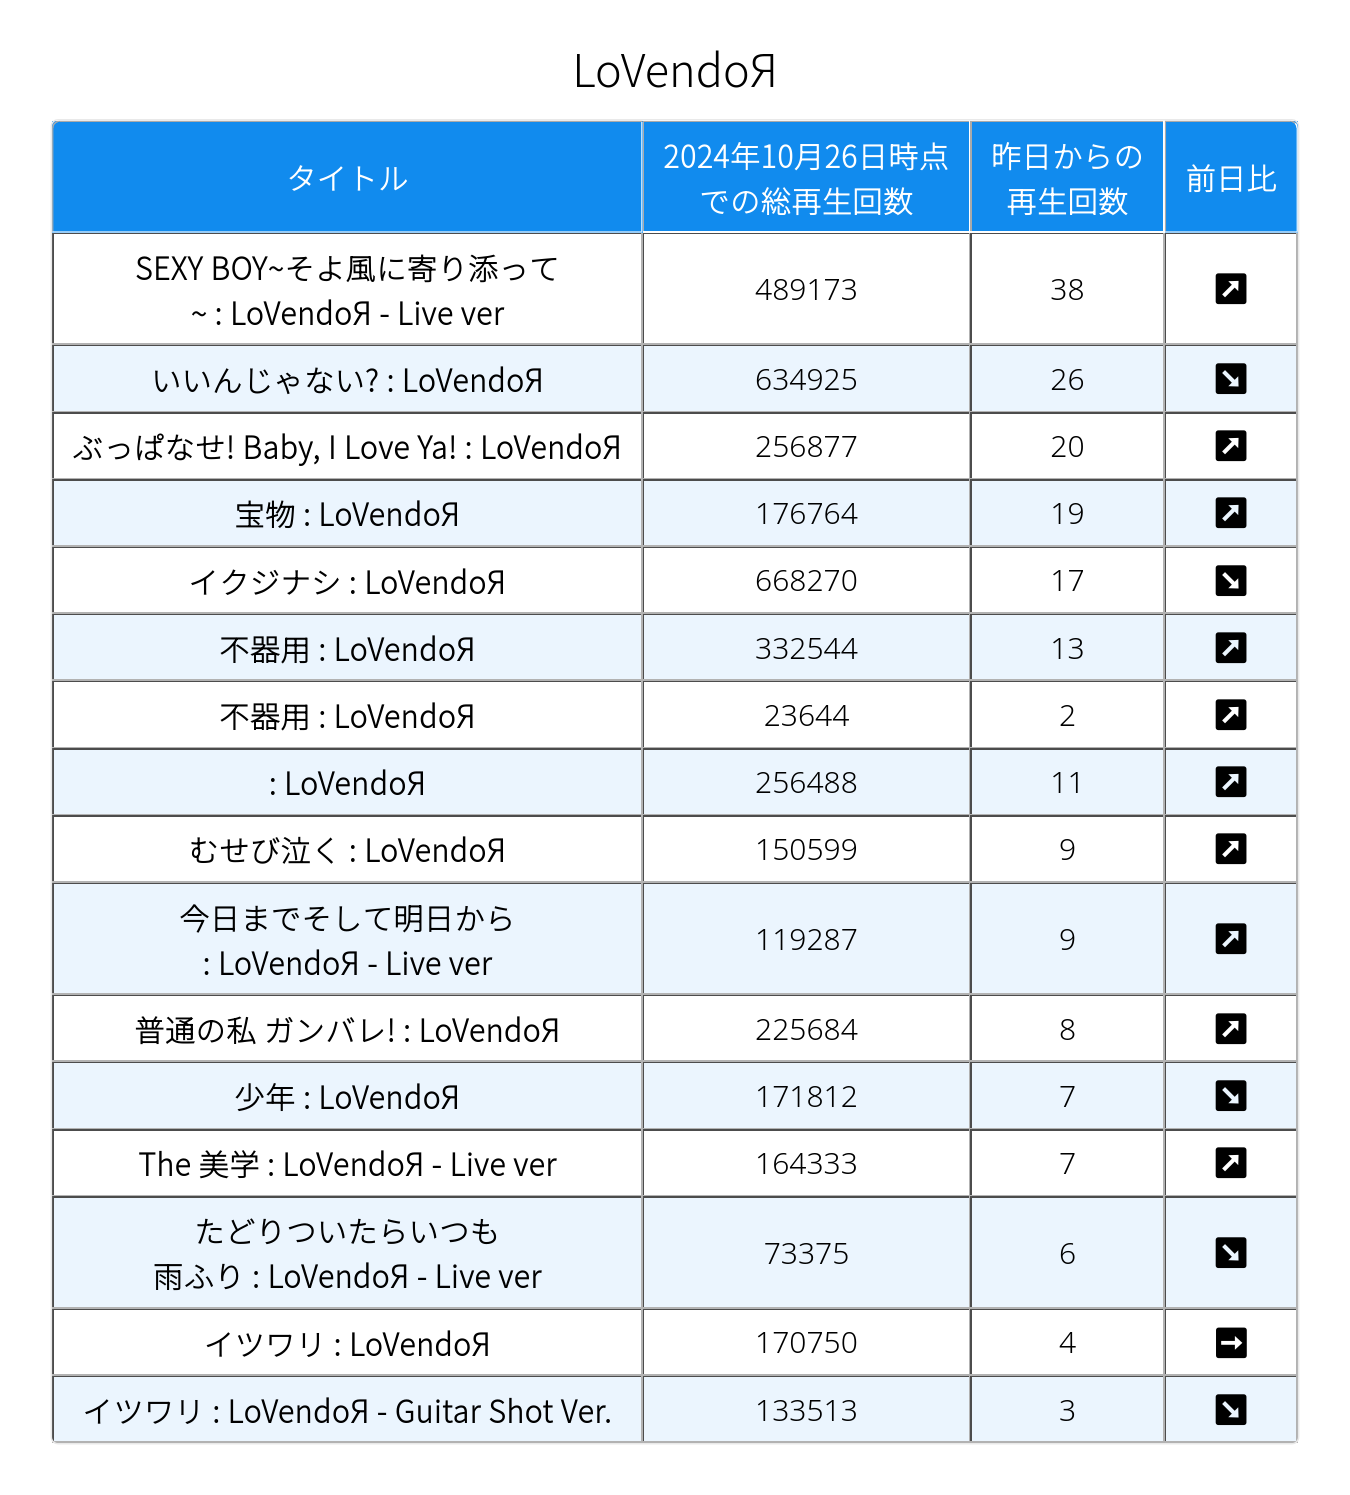 LoVendoЯ
タイトル
2024年10月26日時点
での総再生回数
昨日からの
再生回数
前日比
SEXY BOY~そよ風に寄り添って
~ : LoVendoЯ - Live ver
489173
38
↗
いいんじゃない? : LoVendoЯ
634925
26
↘
ぶっぱなせ! Baby, I Love Ya! : LoVendoЯ
256877
20
↗
宝物 : LoVendoЯ
176764
19
↗
イクジナシ : LoVendoЯ
668270
17
↘
不器用 : LoVendoЯ
332544
13
↗
不器用 : LoVendoЯ
23644
2
↗
: LoVendoЯ
256488
11
↗
むせび泣く : LoVendoЯ
150599
9
↗
今日までそして明日から
: LoVendoЯ - Live ver
119287
9
↗
普通の私 ガンバレ! : LoVendoЯ
225684
8
↗
少年 : LoVendoЯ
171812
7
↘
The 美学 : LoVendoЯ - Live ver
164333
7
↗
たどりついたらいつも
雨ふり : LoVendoЯ - Live ver
73375
6
↘
イツワリ : LoVendoЯ
170750
4
→
イツワリ : LoVendoЯ - Guitar Shot Ver.
133513
3
↘